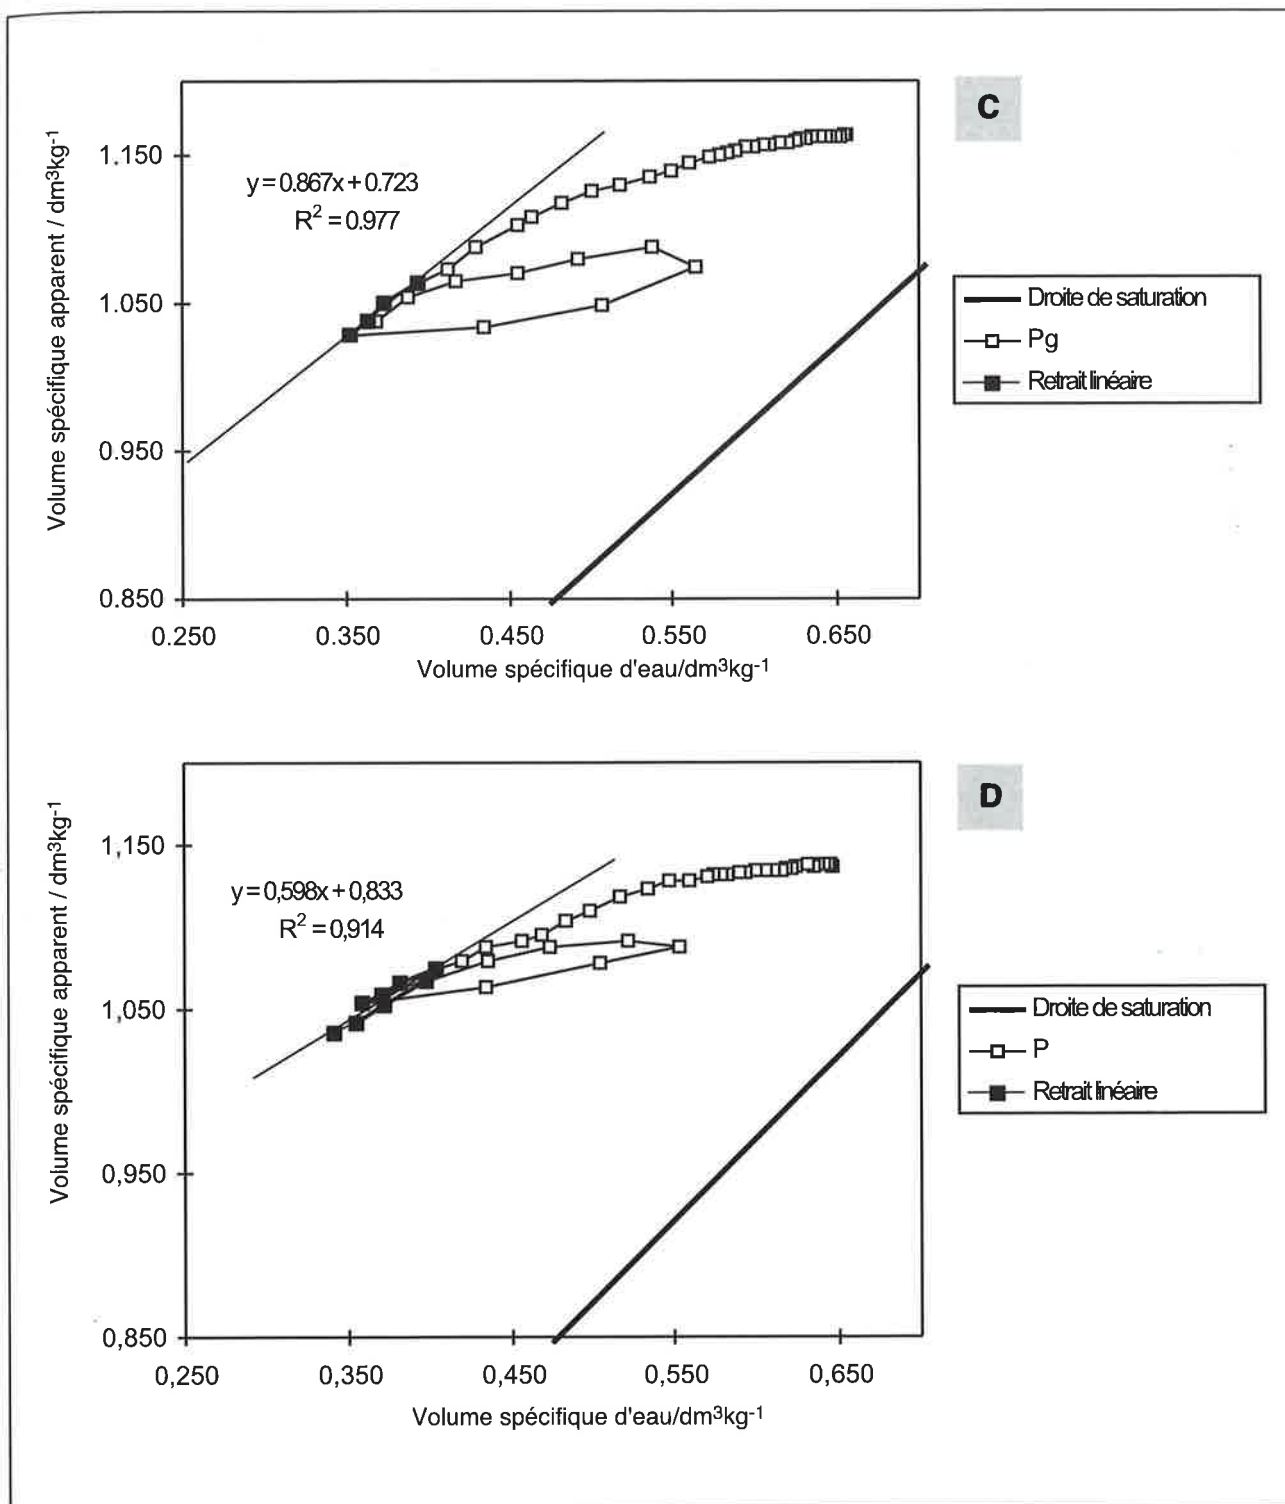 C
Volume spécifique apparent / dm³kg⁻¹
1.150
1.050
0.950
0.850
y=0.867x+0.723
R² =0.977
0.250 0.350 0.450 0.550 0.650
Volume spécifique d'eau/dm³kg⁻¹
Droite de saturation
Pg
Retrait linéaire
D
Volume spécifique apparent / dm³kg⁻¹
1,150
1,050
0,950
0,850
y=0,598x+0,833
R² =0,914
0,250 0,350 0,450 0,550 0,650
Volume spécifique d'eau/dm³kg⁻¹
Droite de saturation
P
Retrait linéaire